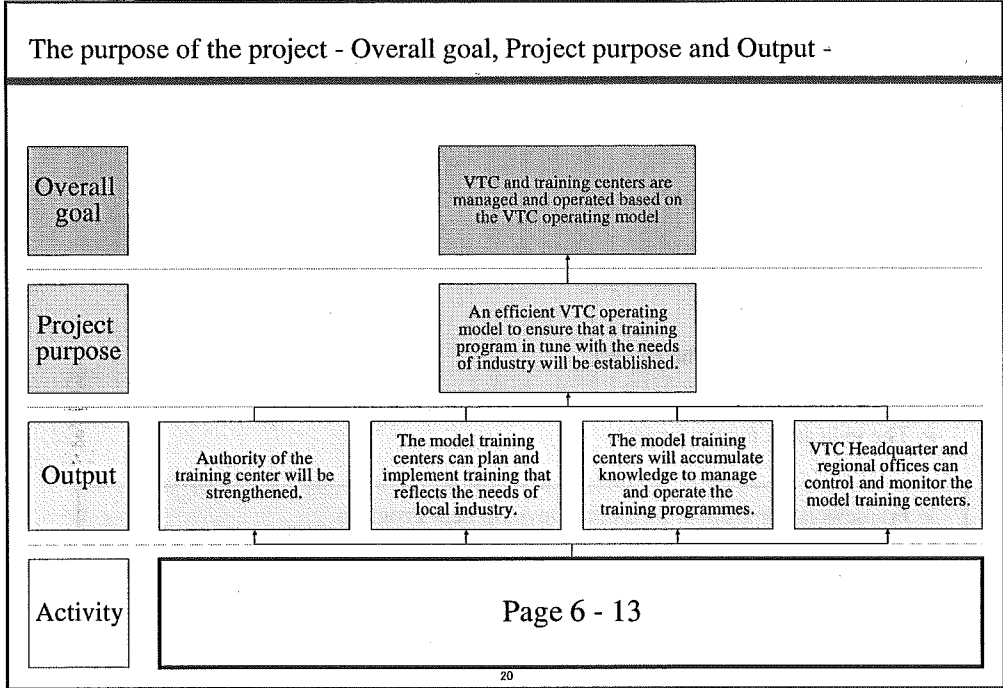 The purpose of the project - Overall goal, Project purpose and Output -
Overall
goal
VTC and training centers are
managed and operated based on
the VTC operating model
Project
purpose
An efficient VTC operating
model to ensure that a training
program in tune with the needs
of industry will be established.
Output
Authority of the
training center will be
strengthened.
The model training
centers can plan and
implement training that
reflects the needs of
local industry.
The model training
centers will accumulate
knowledge to manage
and operate the
training programmes.
VTC Headquarter and
regional offices can
control and monitor the
model training centers.
Activity
Page 6 - 13
20